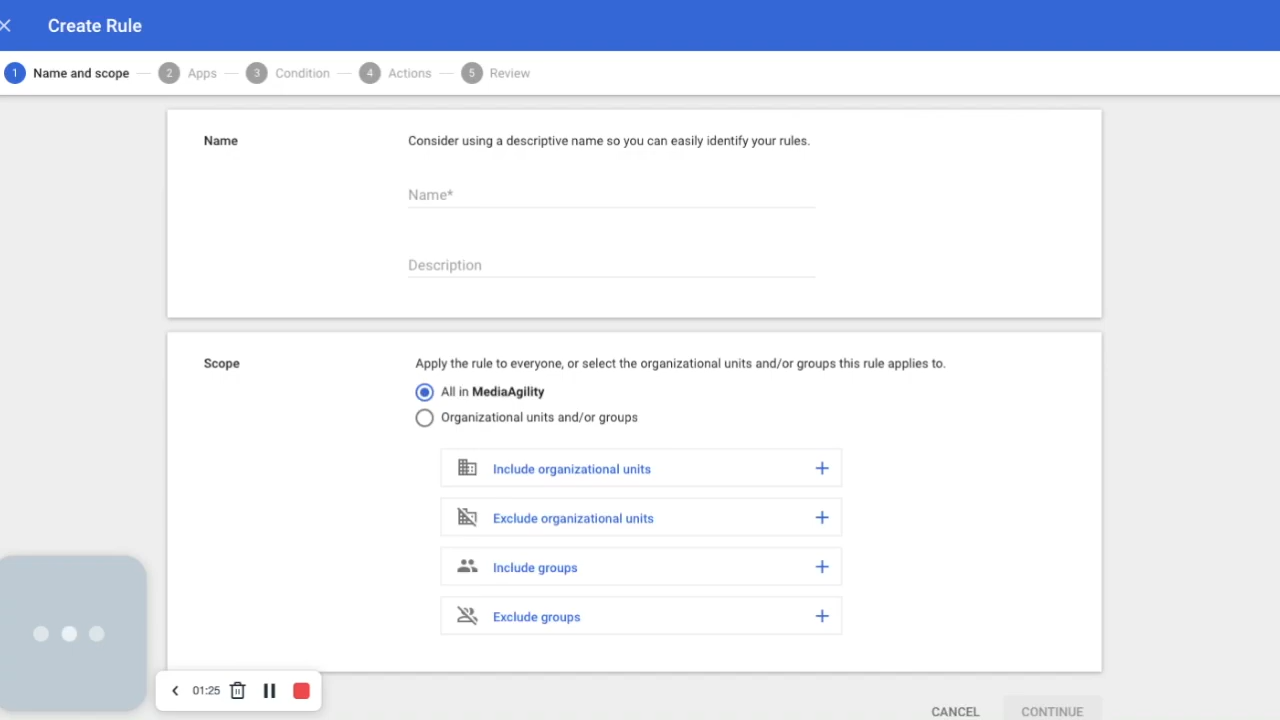 Create Rule
1 Name and scope 2 Apps 3 Condition 4 Actions 5 Review
Name
Consider using a descriptive name so you can easily identify your rules.
Name*
Description
Scope
Apply the rule to everyone, or select the organizational units and/or groups this rule applies to.
All in MediaAgility
Organizational units and/or groups
Include organizational units
Exclude organizational units
Include groups
Exclude groups
01:25
CANCEL CONTINUE